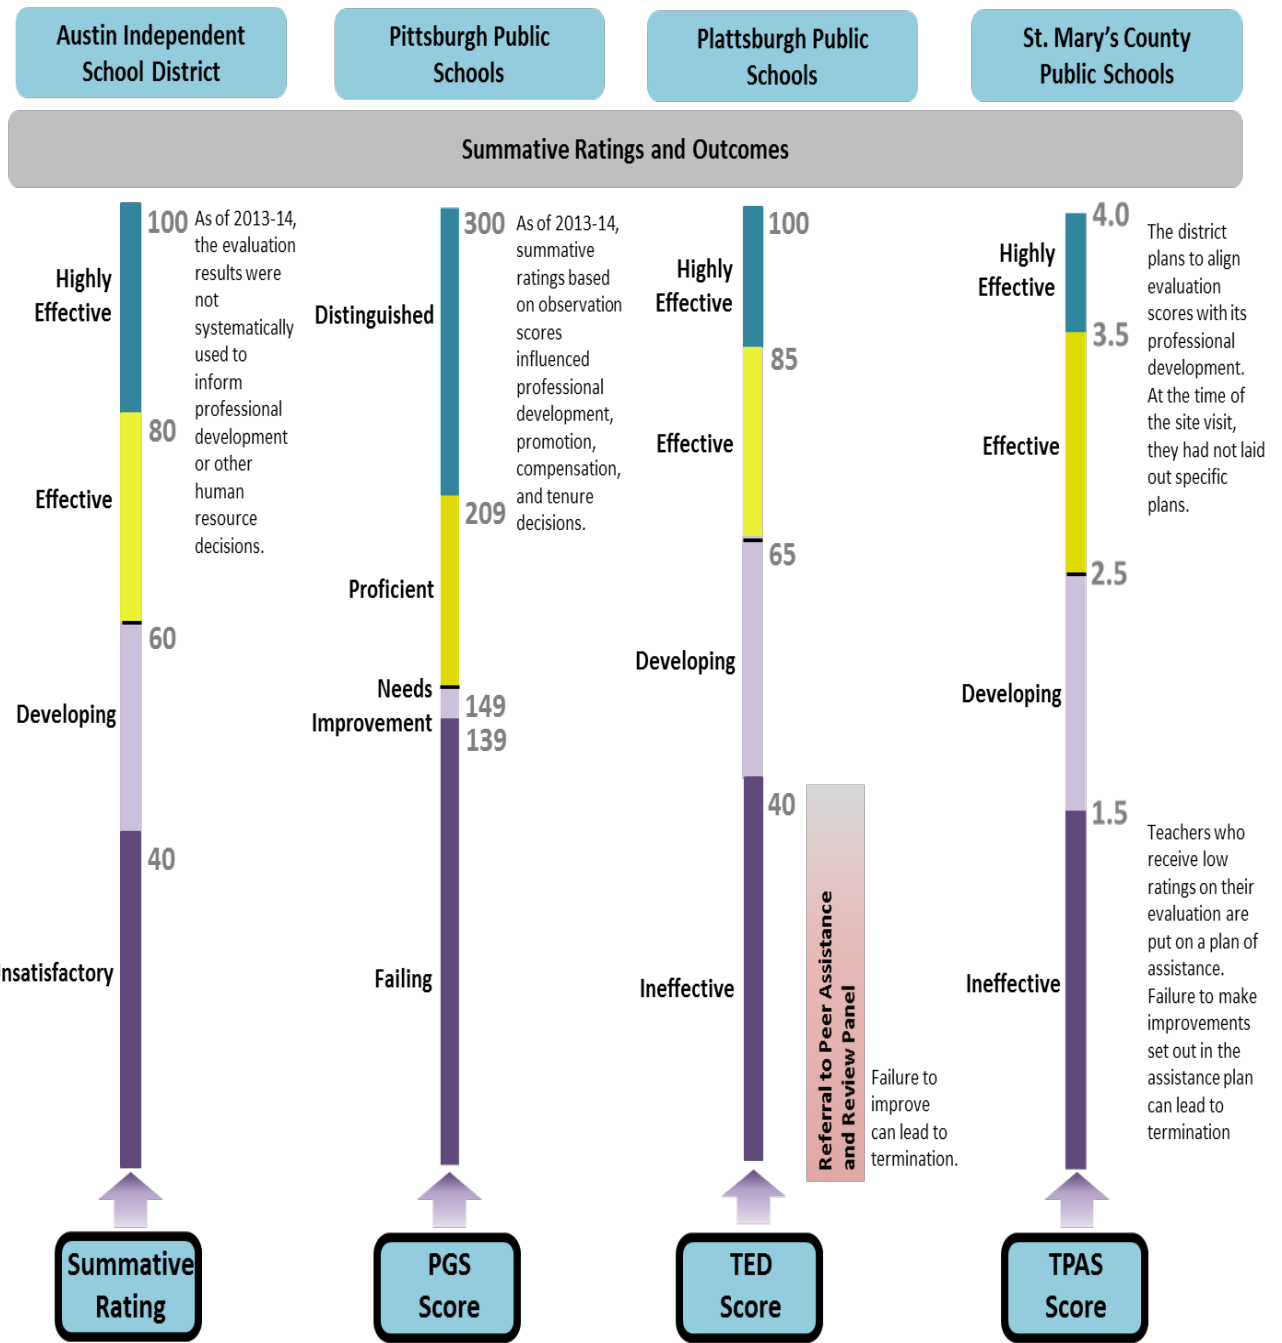 Austin Independent
School District
Pittsburgh Public
Schools
Plattsburgh Public
Schools
St. Mary's County
Public Schools
Summative Ratings and Outcomes
100
Highly
Effective
80
Effective
60
Developing
40
nsatisfactory
As of 2013-14,
the evaluation
results were
not
systematically
used to
inform
professional
development
or other
human
resource
decisions.
Summative
Rating
300
Distinguished
209
Proficient
Needs
Improvement
149
139
Failing
As of 2013-14,
summative
ratings based
on observation
scores
influenced
professional
development,
promotion,
compensation,
and tenure
decisions.
PGS
Score
100
Highly
Effective
85
Effective
65
Developing
40
Ineffective
Referral to Peer Assistance
and Review Panel
Failure to
improve
can lead to
termination.
TED
Score
4.0
Highly
Effective
3.5
Effective
2.5
Developing
1.5
Ineffective
The district
plans to align
evaluation
scores with its
professional
development.
At the time of
the site visit,
they had not laid
out specific
plans.
Teachers who
receive low
ratings on their
evaluation are
put on a plan of
assistance.
Failure to make
improvements
set out in the
assistance plan
can lead to
termination
TPAS
Score